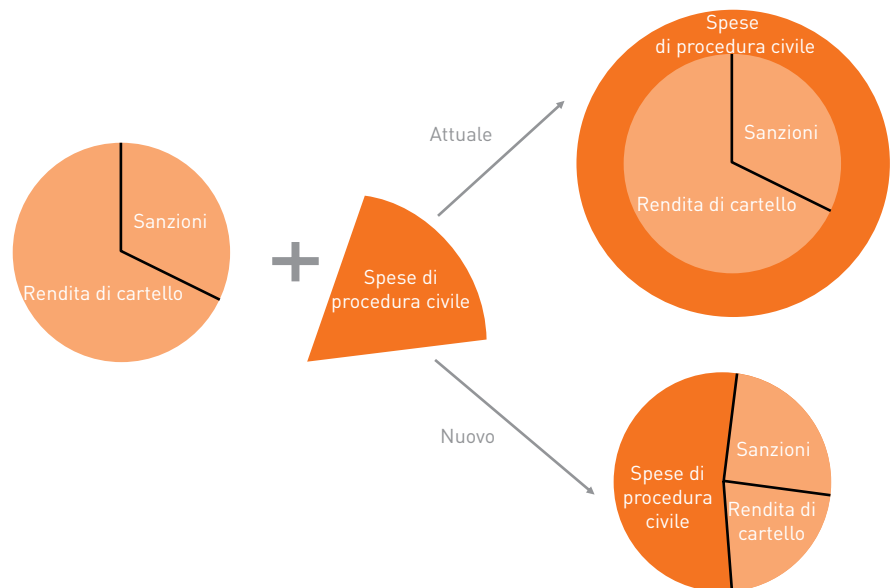 Spese
di procedura civile
Attuale
Sanzioni
Rendita di cartello
Sanzioni
Rendita di cartello
+
Spese di
procedura civile
Nuovo
Sanzioni
Spese di
procedura
civile
Rendita di
cartello